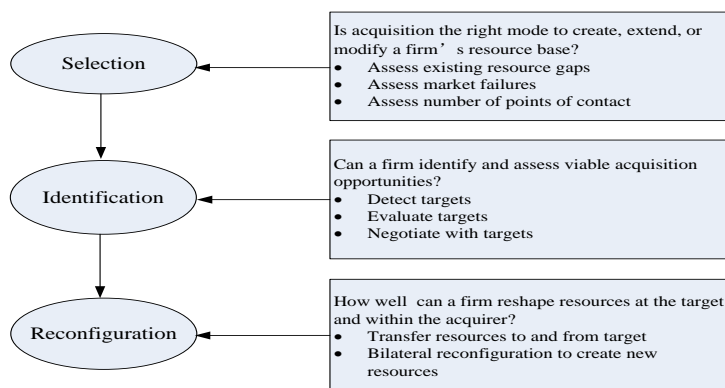 Selection
Is acquisition the right mode to create, extend, or
modify a firm's resource base?
• Assess existing resource gaps
• Assess market failures
• Assess number of points of contact
Identification
Can a firm identify and assess viable acquisition
opportunities?
• Detect targets
• Evaluate targets
• Negotiate with targets
Reconfiguration
How well can a firm reshape resources at the target
and within the acquirer?
• Transfer resources to and from target
• Bilateral reconfiguration to create new
resources